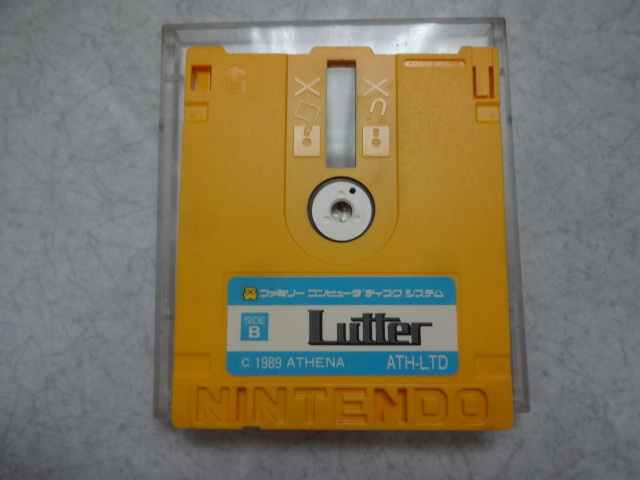 ファミリー コンピュータ ディスク システム
SIDE B
Lutter
© 1989 ATHENA
ATH-LTD
NINTENDO